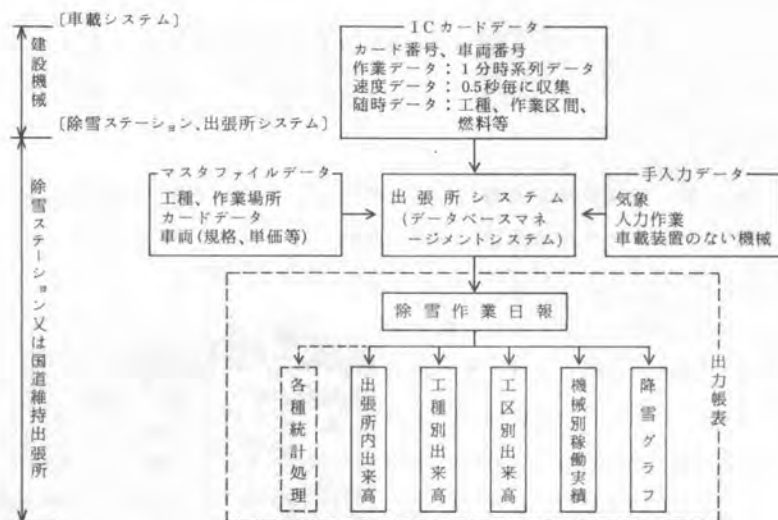 〔車載システム〕
建設機械
〔除雪ステーション、出張所システム〕
除雪ステーション又は国道維持出張所
ICカードデータ
カード番号、車両番号
作業データ：1分時系列データ
速度データ：0.5秒毎に収集
随時データ：工種、作業区間、
燃料等
マスタファイルデータ
工種、作業場所
カードデータ
車両(規格、単価等)
出張所システム
(データベースマネ
ージメントシステム)
手入力データ
気象
人力作業
車載装置のない機械
除雪作業日報
各種統計処理
出張所内出来高
工種別出来高
工区別出来高
機械別稼働実績
降雪グラフ
出力帳表